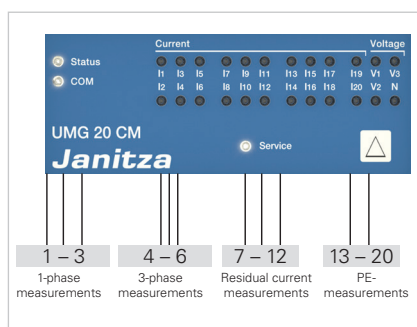 Current Voltage
Status
COM
I1 I3 I5 I7 I9 I11 I13 I15 I17 I19 V1 V3
I2 I4 I6 I8 I10 I12 I14 I16 I18 I20 V2 N
UMG 20 CM
Janitza
Service
1 – 3 4 – 6 7 – 12 13 – 20
1-phase 3-phase Residual current PE-
measurements measurements measurements measurements